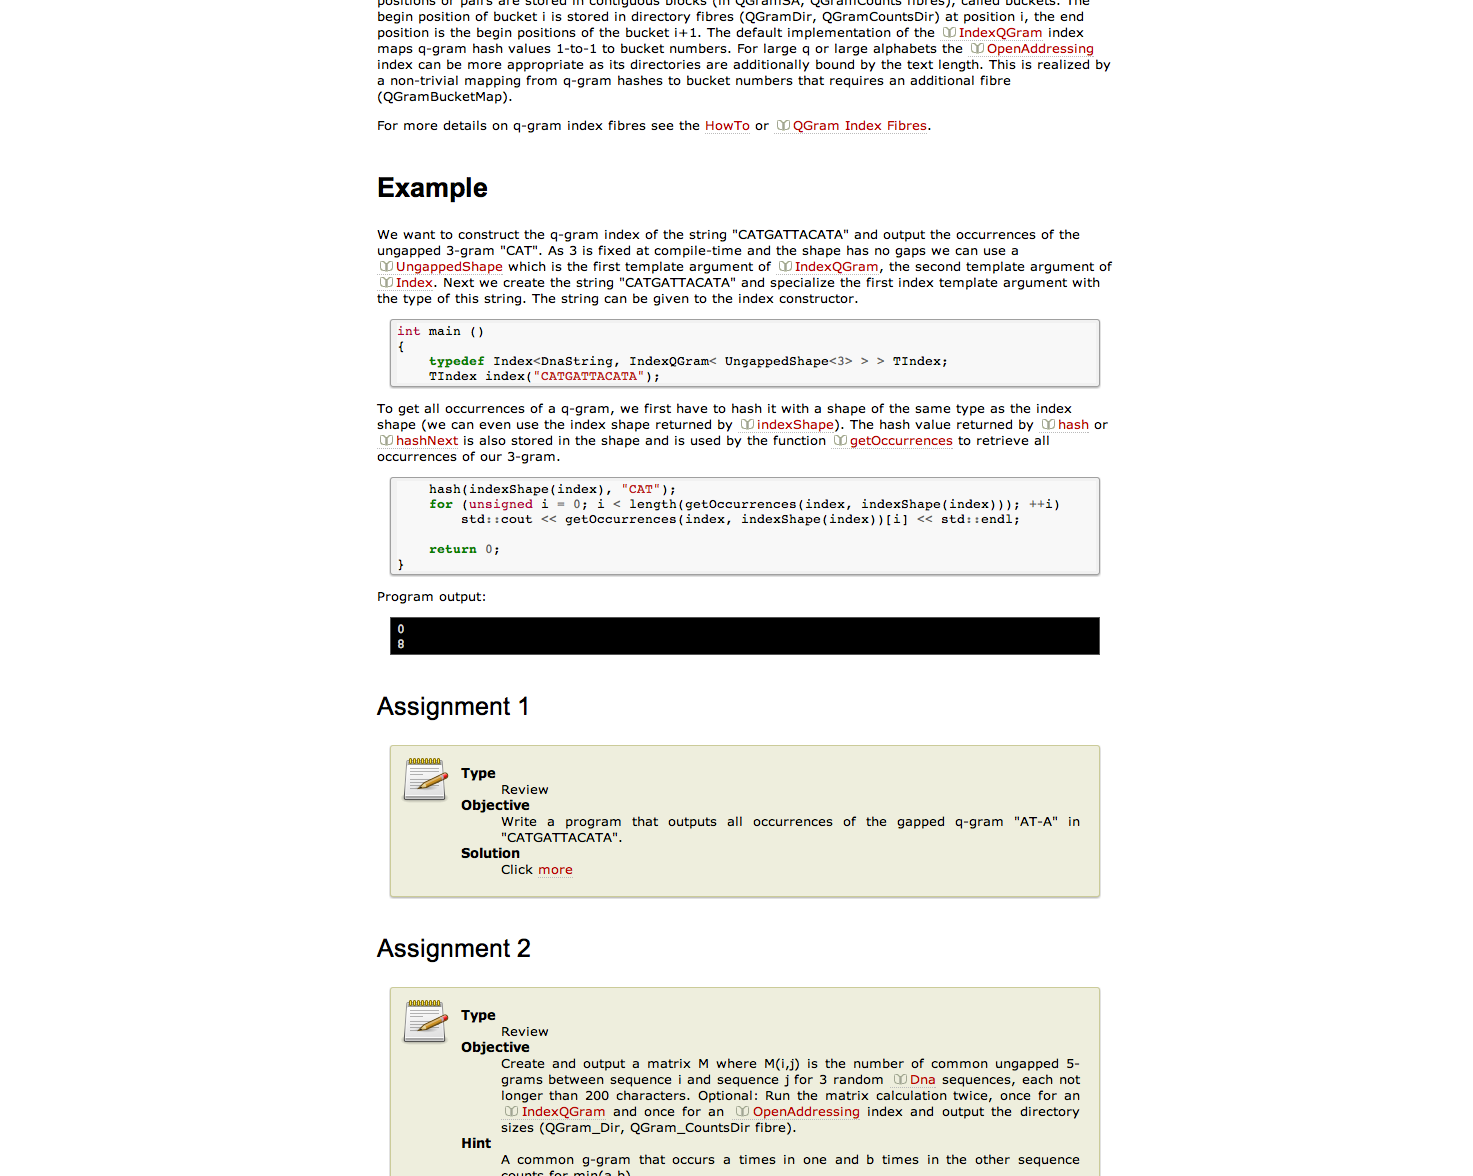 positions or pairs are stored in contiguous blocks (in QGramSA, QGramCounts fibres), called buckets. The
begin position of bucket i is stored in directory fibres (QGramDir, QGramCountsDir) at position i, the end
position is the begin positions of the bucket i+1. The default implementation of the IndexQGram index
maps q-gram hash values 1-to-1 to bucket numbers. For large q or large alphabets the OpenAddressing
index can be more appropriate as its directories are additionally bound by the text length. This is realized by
a non-trivial mapping from q-gram hashes to bucket numbers that requires an additional fibre
(QGramBucketMap).
For more details on q-gram index fibres see the HowTo or QGram Index Fibres.
Example
We want to construct the q-gram index of the string "CATGATTACATA" and output the occurrences of the
ungapped 3-gram "CAT". As 3 is fixed at compile-time and the shape has no gaps we can use a
UngappedShape which is the first template argument of IndexQGram, the second template argument of
Index. Next we create the string "CATGATTACATA" and specialize the first index template argument with
the type of this string. The string can be given to the index constructor.
int main ()
{
    typedef Index<DnaString, IndexQGram< UngappedShape<3> > > TIndex;
    TIndex index("CATGATTACATA");
To get all occurrences of a q-gram, we first have to hash it with a shape of the same type as the index
shape (we can even use the index shape returned by indexShape). The hash value returned by hash or
hashNext is also stored in the shape and is used by the function getOccurrences to retrieve all
occurrences of our 3-gram.
    hash(indexShape(index), "CAT");
    for (unsigned i = 0; i < length(getOccurrences(index, indexShape(index))); ++i)
        std::cout << getOccurrences(index, indexShape(index))[i] << std::endl;
    return 0;
}
Program output:
0
8
Assignment 1
Type
Review
Objective
Write a program that outputs all occurrences of the gapped q-gram "AT-A" in
"CATGATTACATA".
Solution
Click more
Assignment 2
Type
Review
Objective
Create and output a matrix M where M(i,j) is the number of common ungapped 5-
grams between sequence i and sequence j for 3 random Dna sequences, each not
longer than 200 characters. Optional: Run the matrix calculation twice, once for an
IndexQGram and once for an OpenAddressing index and output the directory
sizes (QGram_Dir, QGram_CountsDir fibre).
Hint
A common g-gram that occurs a times in one and b times in the other sequence
counts for min(a,b).